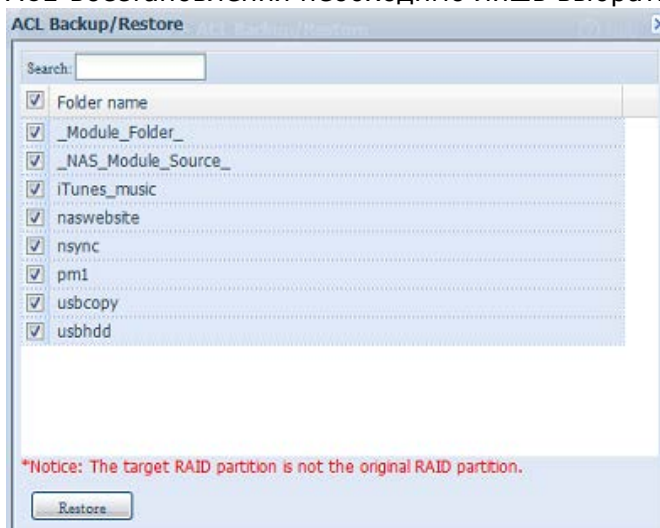 ACL восстановлении необходимо лишь выбрать
ACL Backup/Restore
Search:
Folder name
_Module_Folder_
_NAS_Module_Source_
iTunes_music
naswebsite
nsync
pm1
usbcopy
usbhdd
*Notice: The target RAID partition is not the original RAID partition.
Restore